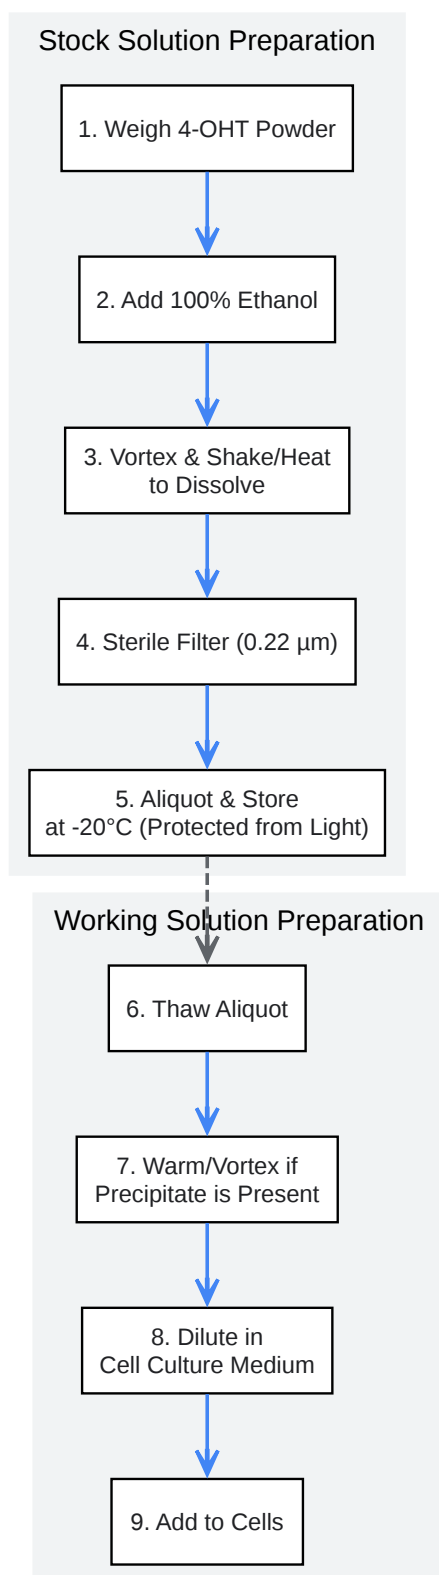 Stock Solution Preparation
1. Weigh 4-OHT Powder
2. Add 100% Ethanol
3. Vortex & Shake/Heat
to Dissolve
4. Sterile Filter (0.22 µm)
5. Aliquot & Store
at -20°C (Protected from Light)
Working Solution Preparation
6. Thaw Aliquot
7. Warm/Vortex if
Precipitate is Present
8. Dilute in
Cell Culture Medium
9. Add to Cells